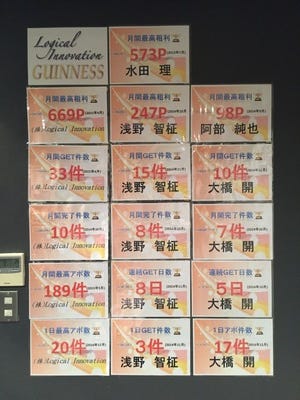 Logical
Innovation
GUINNESS
月間最高粗利
573P
水田 理
月間最高粗利
669P
(株)Logical Innovation
月間最高粗利
247P
浅野 智柾
月間最高粗利
98P
阿部 純也
月間GET件数
33件
(株)Logical Innovation
月間GET件数
15件
浅野 智柾
月間GET件数
10件
大橋 開
月間完了件数
10件
(株)Logical Innovation
月間完了件数
8件
浅野 智柾
月間完了件数
7件
大橋 開
月間最高アポ数
189件
(株)Logical Innovation
連続GET日数
8日
浅野 智柾
連続GET日数
5日
大橋 開
1日最高アポ数
20件
(株)Logical Innovation
1日GET件数
3件
浅野 智柾
1日アポ件数
17件
大橋 開